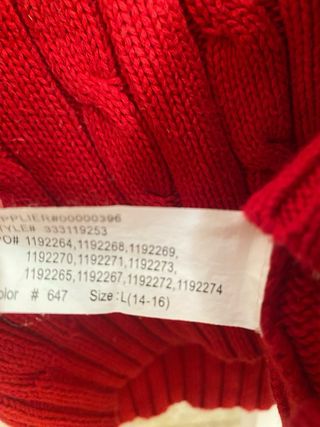 PPLIER#00000396
TYLE# 333119253
PO# 1192264,1192268,1192269,
1192270,1192271,1192273,
1192265,1192267,1192272,1192274
olor # 647 Size:L(14-16)